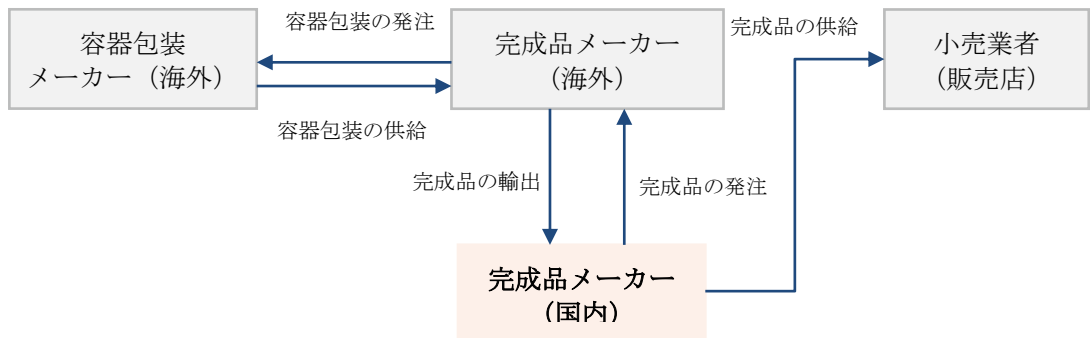 容器包装の発注
完成品の供給
容器包装
メーカー（海外）
完成品メーカー
（海外）
小売業者
（販売店）
容器包装の供給
完成品の輸出
完成品の発注
完成品メーカー
（国内）